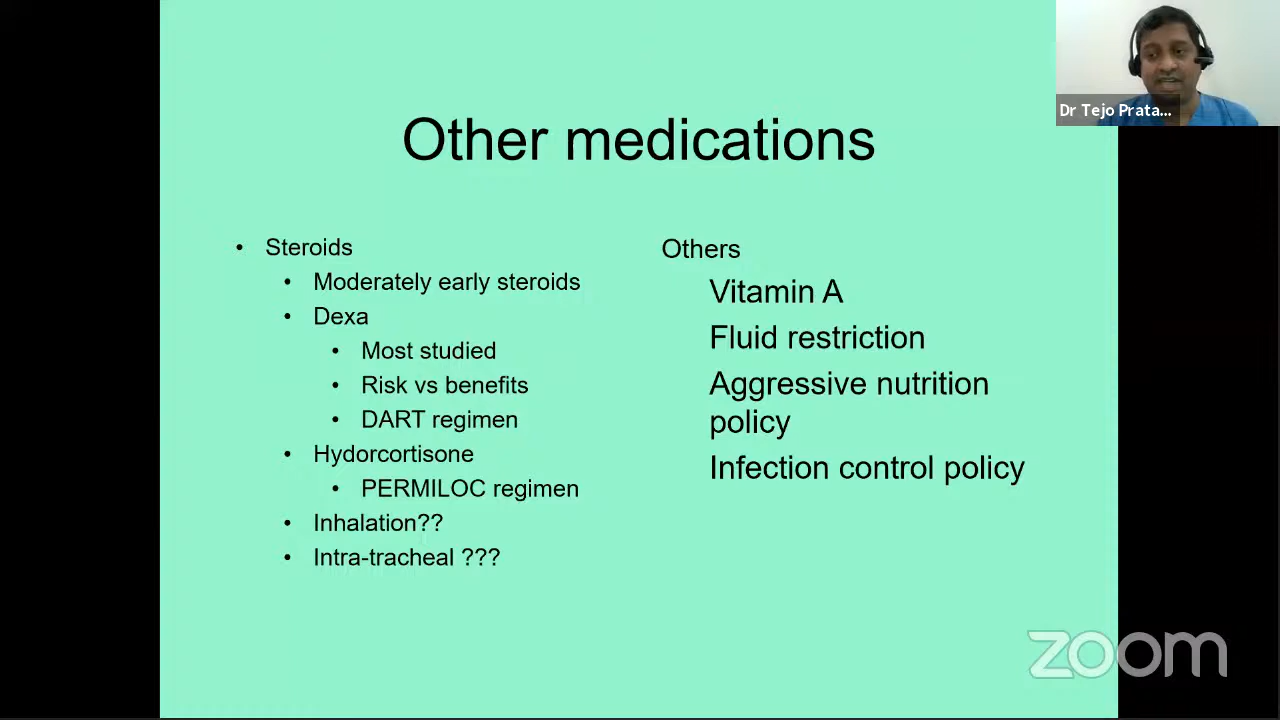 Dr Tejo Prata...
Other medications
• Steroids
• Moderately early steroids
• Dexa
• Most studied
• Risk vs benefits
• DART regimen
• Hydorcortisone
• PERMILOC regimen
• Inhalation??
• Intra-tracheal ???
Others
Vitamin A
Fluid restriction
Aggressive nutrition
policy
Infection control policy
zoom